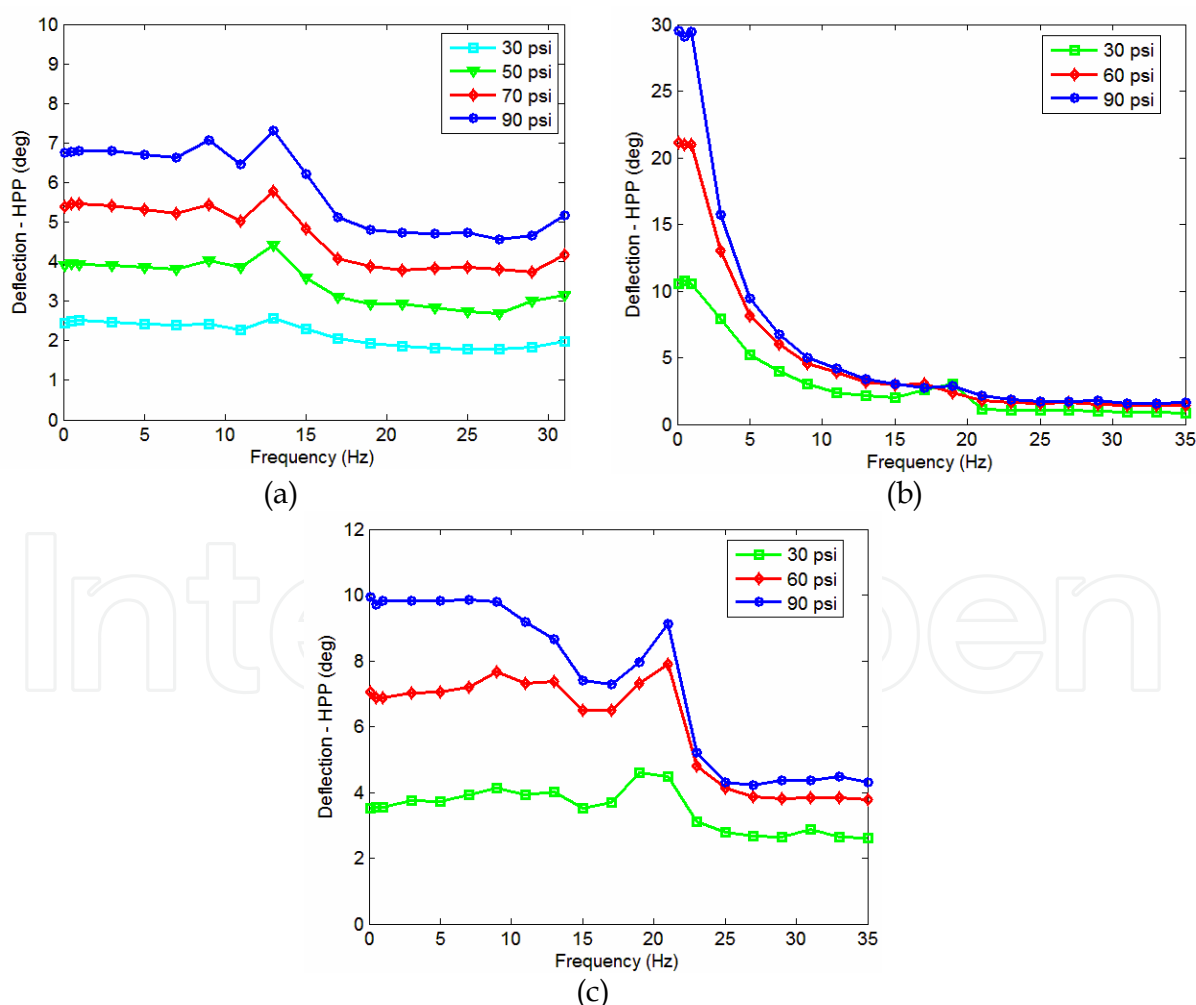 10
9
8
7
6
5
4
3
2
1
0
Deflection - HPP (deg)
30 psi
50 psi
70 psi
90 psi
0 5 10 15 20 25 30
Frequency (Hz)
(a)
30
25
20
15
10
5
0
Deflection - HPP (deg)
30 psi
60 psi
90 psi
0 5 10 15 20 25 30 35
Frequency (Hz)
(b)
12
10
8
6
4
2
0
Deflection - HPP (deg)
30 psi
60 psi
90 psi
0 5 10 15 20 25 30 35
Frequency (Hz)
(c)